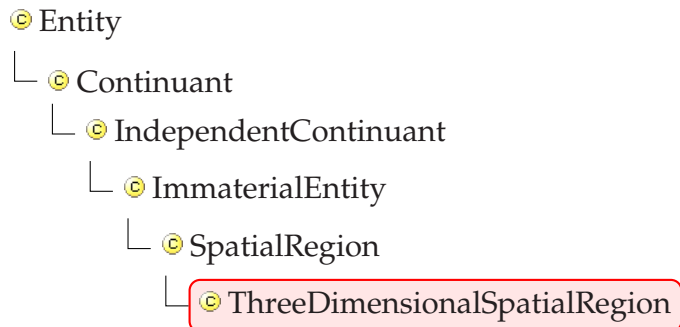 © Entity
© Continuant
© IndependentContinuant
© ImmaterialEntity
© SpatialRegion
© ThreeDimensionalSpatialRegion